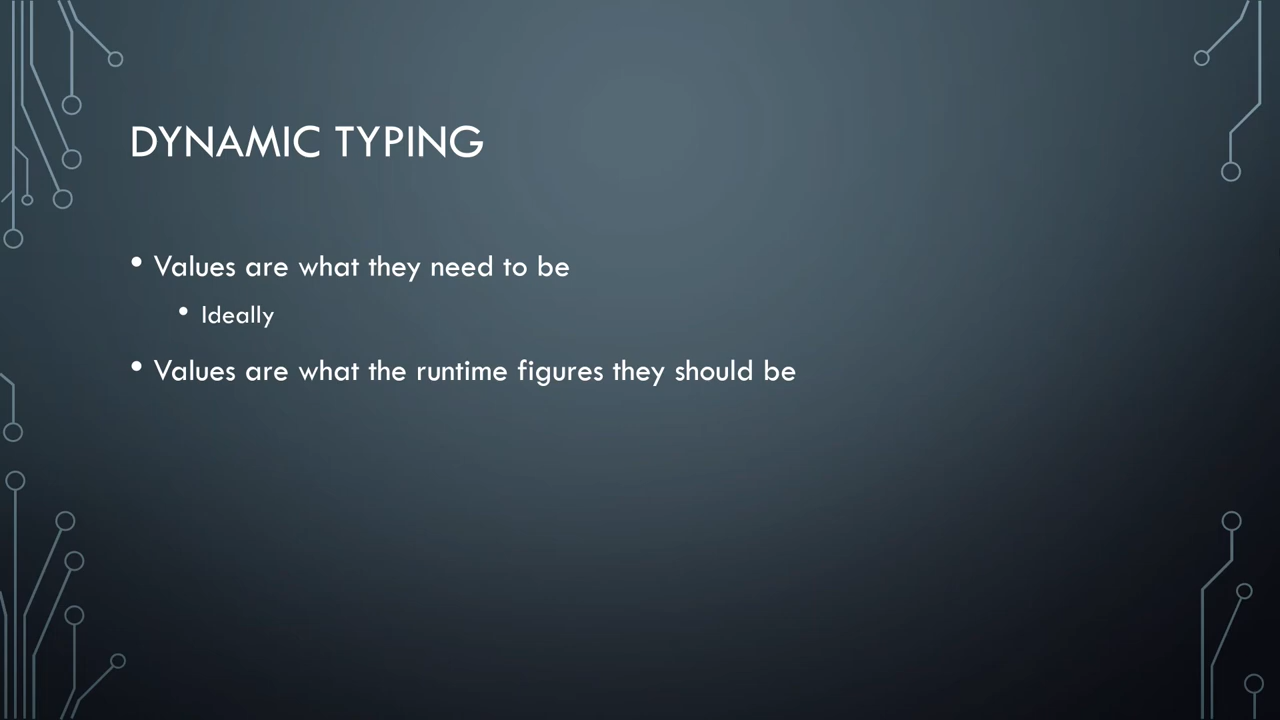 DYNAMIC TYPING
• Values are what they need to be
• Ideally
• Values are what the runtime figures they should be